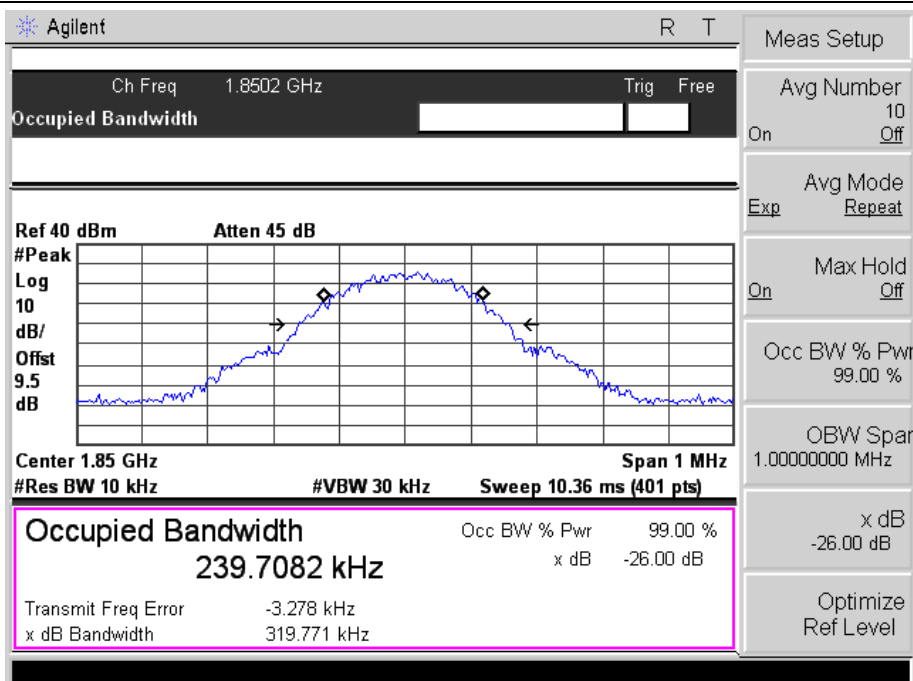 Agilent R T
Ch Freq 1.8502 GHz Trig Free
Occupied Bandwidth
Ref 40 dBm Atten 45 dB
#Peak
Log
10
dB/
Offst
9.5
dB
Center 1.85 GHz Span 1 MHz
#Res BW 10 kHz #VBW 30 kHz Sweep 10.36 ms (401 pts)
Occupied Bandwidth Occ BW % Pwr 99.00 %
239.7082 kHz x dB -26.00 dB
Transmit Freq Error -3.278 kHz
x dB Bandwidth 319.771 kHz
Meas Setup
Avg Number
10
On Off
Avg Mode
Exp Repeat
Max Hold
On Off
Occ BW % Pwr
99.00 %
OBW Span
1.00000000 MHz
x dB
-26.00 dB
Optimize
Ref Level